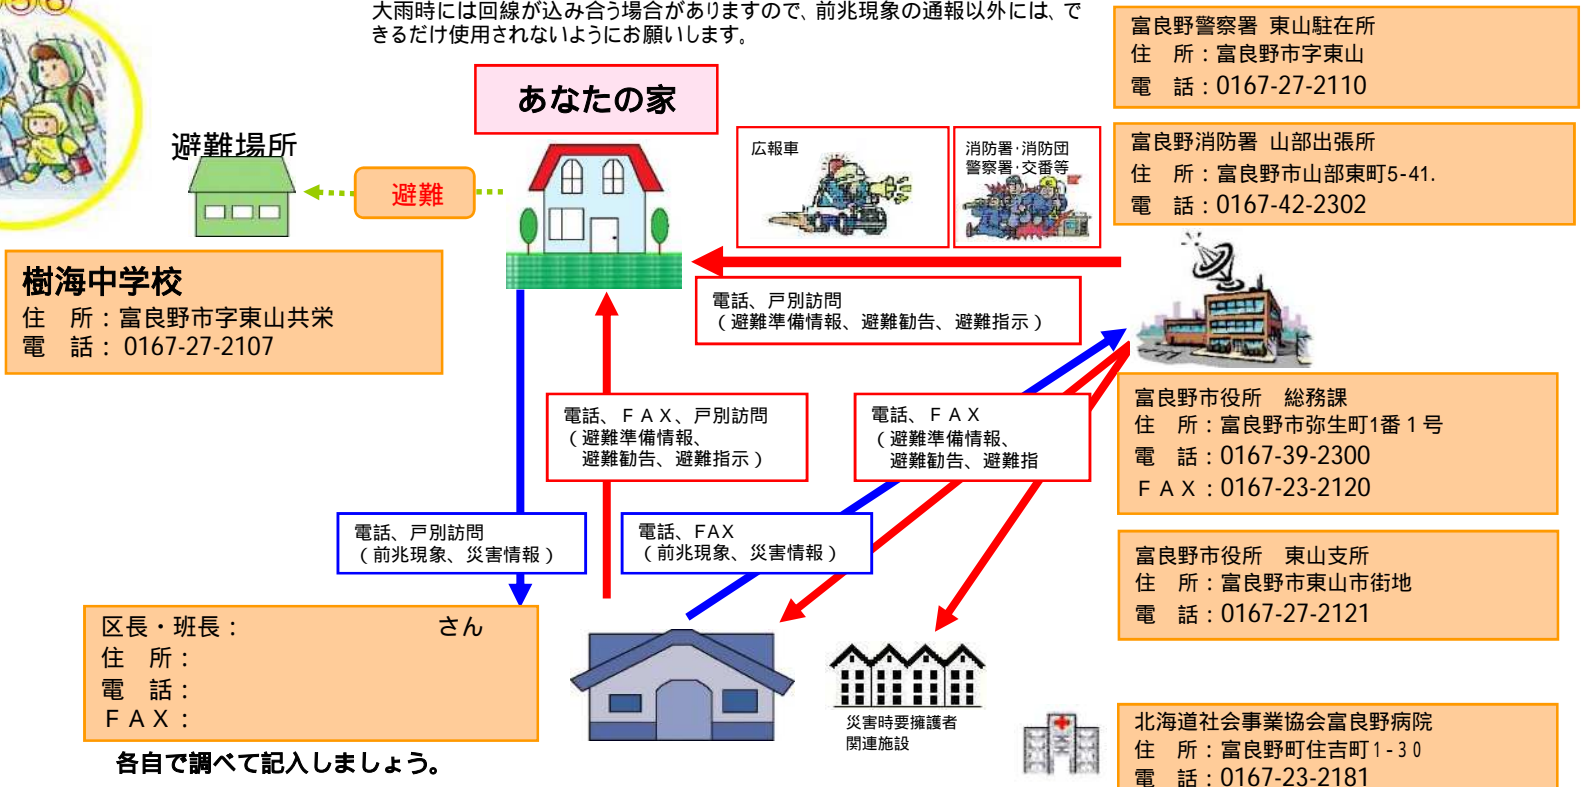 大雨時には回線が込み合う場合がありますので、前兆現象の通報以外には、で
きるだけ使用されないようにお願いします。
富良野警察署 東山駐在所
住　所：富良野市字東山
電　話：0167-27-2110
あなたの家
避難場所
避難
広報車
消防署・消防団
警察署・交番等
富良野消防署 山部出張所
住　所：富良野市山部東町5-41.
電　話：0167-42-2302
樹海中学校
住　所：富良野市字東山共栄
電　話：0167-27-2107
電話、戸別訪問
（避難準備情報、避難勧告、避難指示）
電話、ＦＡＸ、戸別訪問
（避難準備情報、
避難勧告、避難指示）
電話、ＦＡＸ
（避難準備情報、
避難勧告、避難指
富良野市役所　総務課
住　所：富良野市弥生町1番１号
電　話：0167-39-2300
ＦＡＸ：0167-23-2120
電話、戸別訪問
（前兆現象、災害情報）
電話、FAX
（前兆現象、災害情報）
富良野市役所　東山支所
住　所：富良野市東山市街地
電　話：0167-27-2121
区長・班長：　　　　　　　さん
住　所：
電　話：
ＦＡＸ：
各自で調べて記入しましょう。
災害時要擁護者
関連施設
北海道社会事業協会富良野病院
住　所：富良野町住吉町1-30
電　話：0167-23-2181